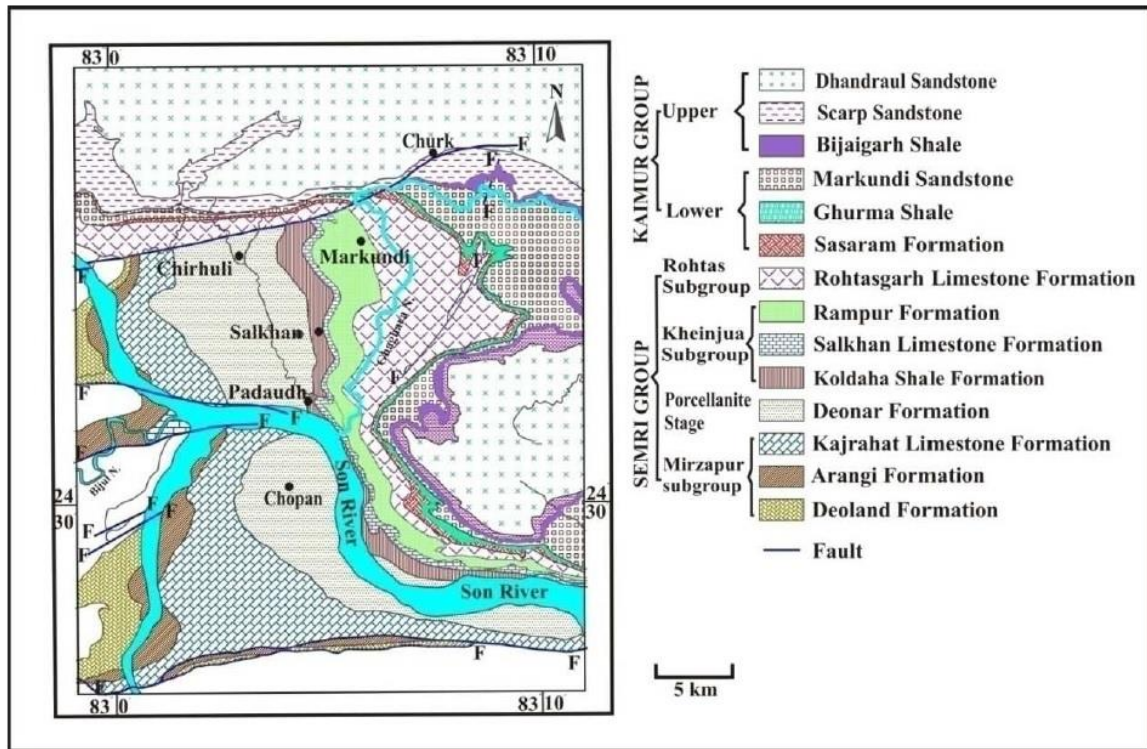 83 0
83 10
N
Churk
F
F
F
Chirhuli
Markundi
F
F
Salkhan
Ghaghara N.
F
F
Padaudh
F
F
F
Bijul N.
24
30
Chopan
Son River
24
30
F
F
F
F
Son River
F
F
F
83 0
83 10
5 km
KAIMUR GROUP
Upper
Lower
SEMRI GROUP
Rohtas
Subgroup
Kheinjua
Subgroup
Porcellanite
Stage
Mirzapur
subgroup
Dhandraul Sandstone
Scarp Sandstone
Bijaigarh Shale
Markundi Sandstone
Ghurma Shale
Sasaram Formation
Rohtasgarh Limestone Formation
Rampur Formation
Salkhan Limestone Formation
Koldaha Shale Formation
Deonar Formation
Kajrahat Limestone Formation
Arangi Formation
Deoland Formation
Fault